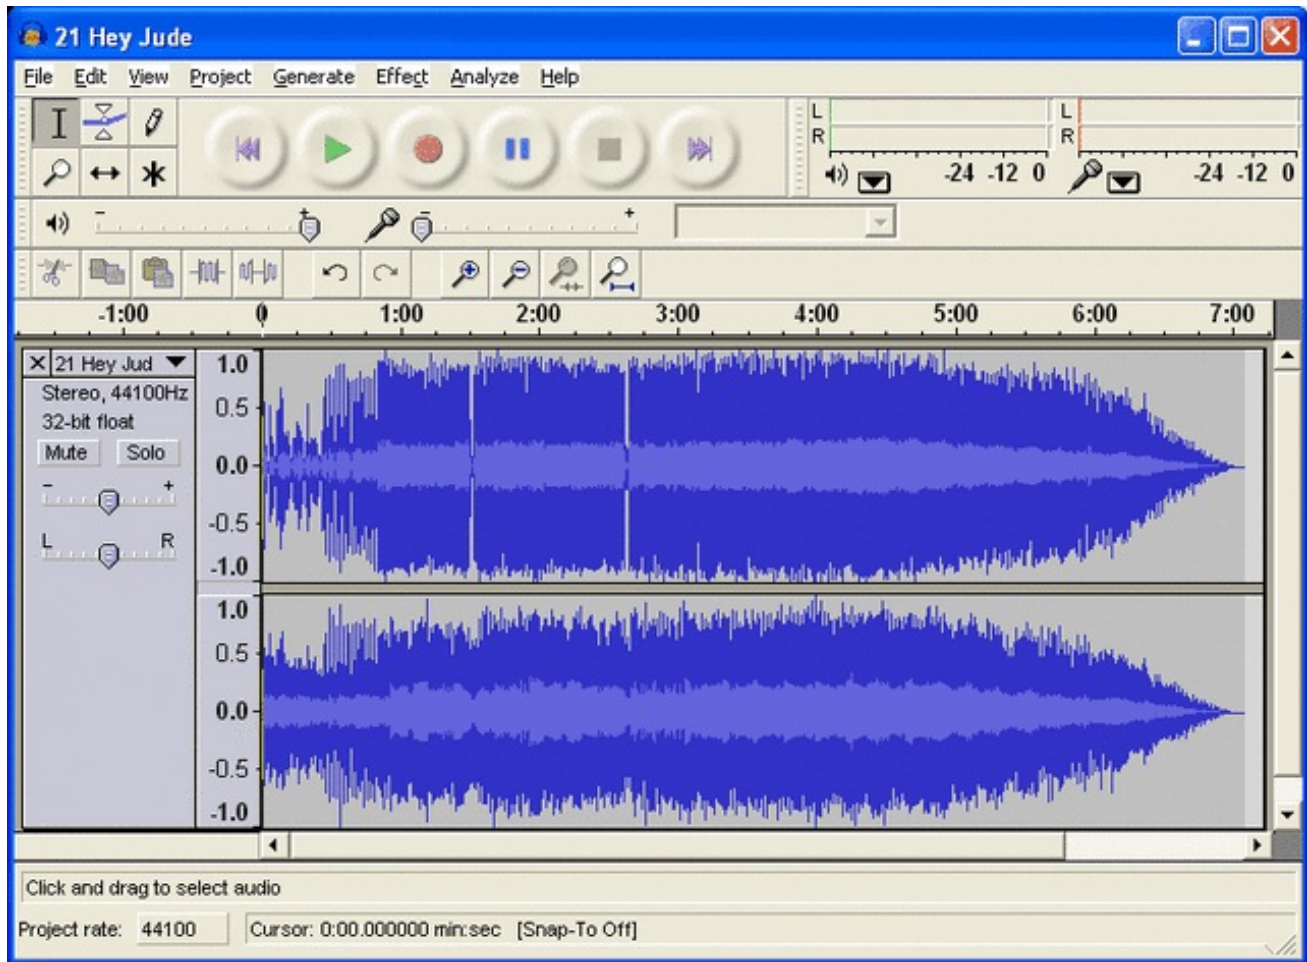 21 Hey Jude
File Edit View Project Generate Effect Analyze Help
L
R
-24 -12 0
L
R
-24 -12 0
- +
- +
-1:00 0 1:00 2:00 3:00 4:00 5:00 6:00 7:00
X 21 Hey Jud
Stereo, 44100Hz
32-bit float
Mute Solo
- +
L R
1.0
0.5
0.0
-0.5
-1.0
1.0
0.5
0.0
-0.5
-1.0
Click and drag to select audio
Project rate: 44100 Cursor: 0:00.000000 min:sec [Snap-To Off]